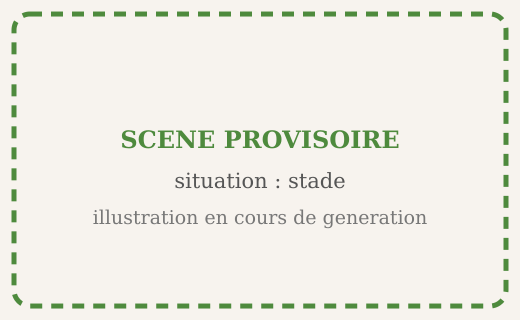 SCENE PROVISOIRE
situation : stade
illustration en cours de generation